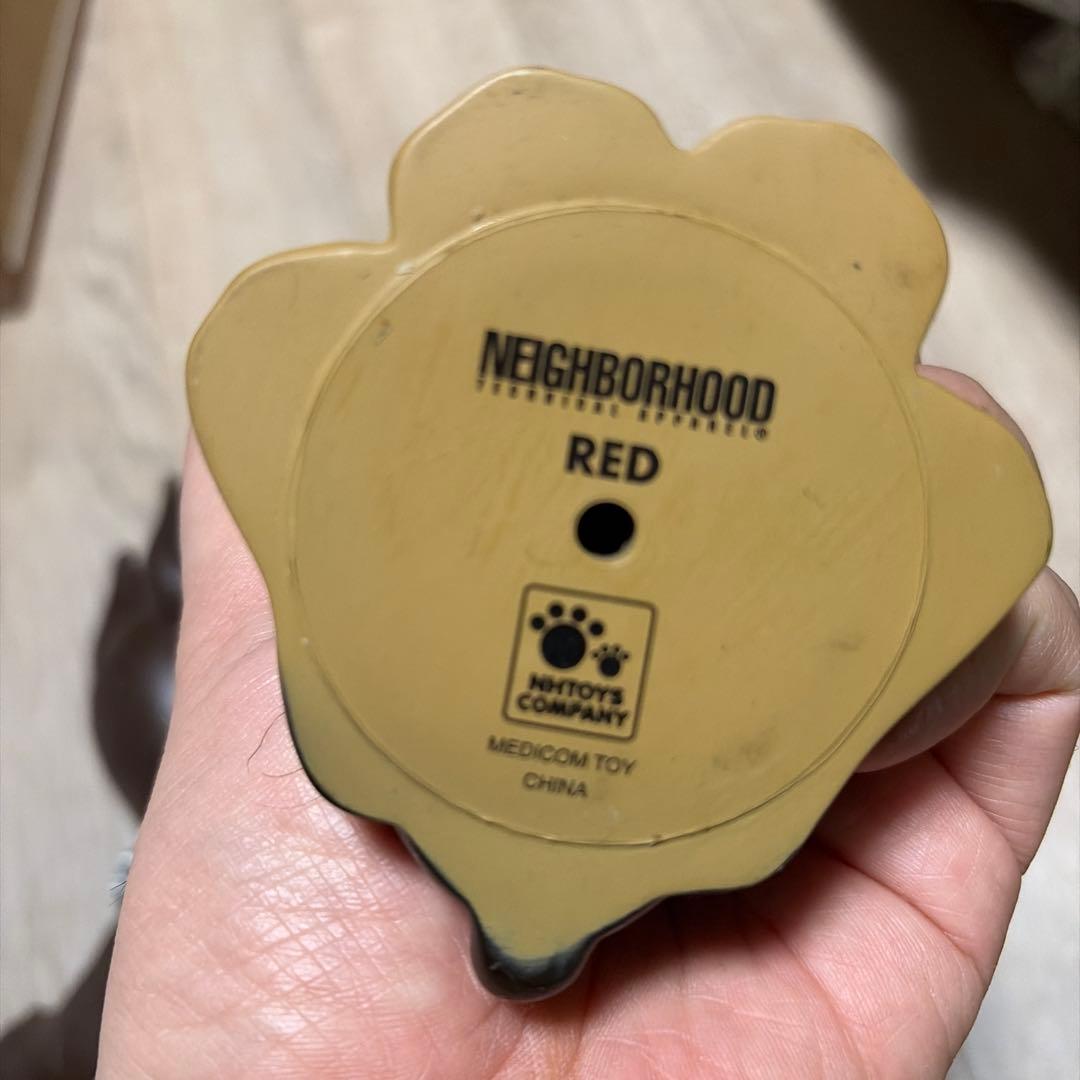 NEIGHBORHOOD
TECHNICAL APPAREL®
RED
NHTOYS
COMPANY
MEDICOM TOY
CHINA